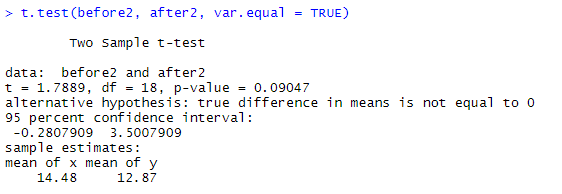 > t.test(before2, after2, var.equal = TRUE)
Two Sample t-test
data:  before2 and after2
t = 1.7889, df = 18, p-value = 0.09047
alternative hypothesis: true difference in means is not equal to 0
95 percent confidence interval:
-0.2807909  3.5007909
sample estimates:
mean of x mean of y
14.48     12.87